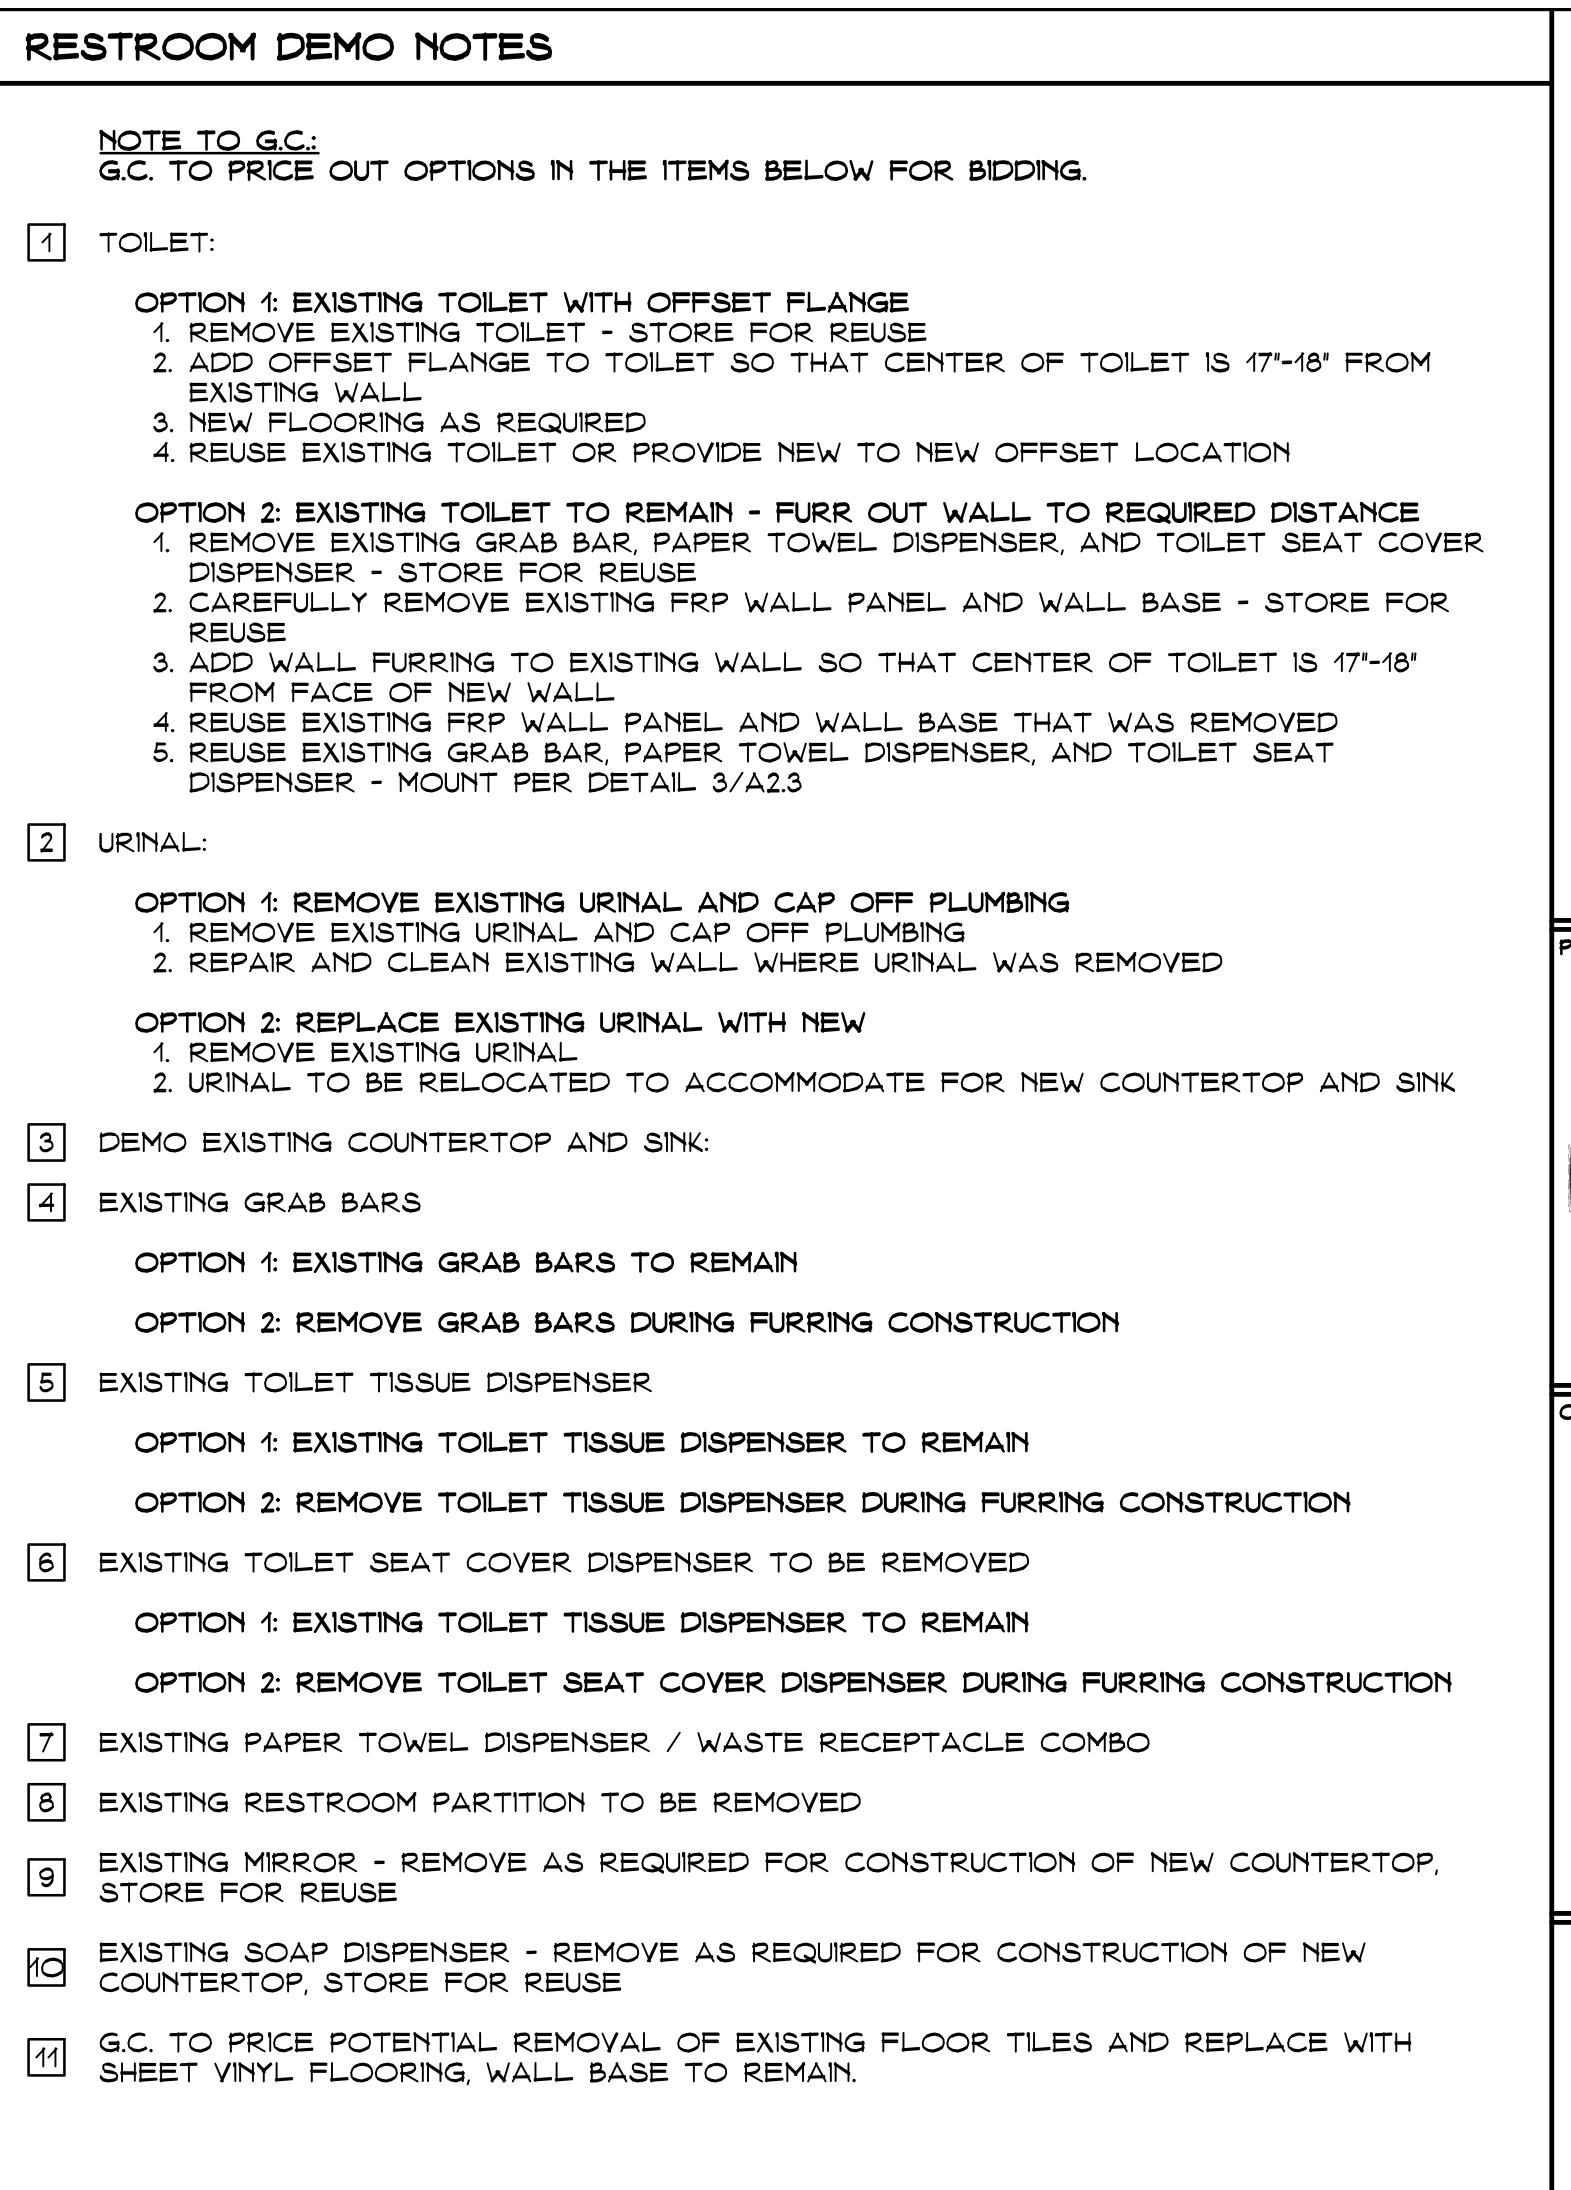 RESTROOM DEMO NOTES
NOTE TO G.C.:
G.C. TO PRICE OUT OPTIONS IN THE ITEMS BELOW FOR BIDDING.
1 TOILET:
OPTION 1: EXISTING TOILET WITH OFFSET FLANGE
1. REMOVE EXISTING TOILET - STORE FOR REUSE
2. ADD OFFSET FLANGE TO TOILET SO THAT CENTER OF TOILET IS 17"-18" FROM
EXISTING WALL
3. NEW FLOORING AS REQUIRED
4. REUSE EXISTING TOILET OR PROVIDE NEW TO NEW OFFSET LOCATION
OPTION 2: EXISTING TOILET TO REMAIN - FURR OUT WALL TO REQUIRED DISTANCE
1. REMOVE EXISTING GRAB BAR, PAPER TOWEL DISPENSER, AND TOILET SEAT COVER
DISPENSER - STORE FOR REUSE
2. CAREFULLY REMOVE EXISTING FRP WALL PANEL AND WALL BASE - STORE FOR
REUSE
3. ADD WALL FURRING TO EXISTING WALL SO THAT CENTER OF TOILET IS 17"-18"
FROM FACE OF NEW WALL
4. REUSE EXISTING FRP WALL PANEL AND WALL BASE THAT WAS REMOVED
5. REUSE EXISTING GRAB BAR, PAPER TOWEL DISPENSER, AND TOILET SEAT
DISPENSER - MOUNT PER DETAIL 3/A2.3
2 URINAL:
OPTION 1: REMOVE EXISTING URINAL AND CAP OFF PLUMBING
1. REMOVE EXISTING URINAL AND CAP OFF PLUMBING
2. REPAIR AND CLEAN EXISTING WALL WHERE URINAL WAS REMOVED
OPTION 2: REPLACE EXISTING URINAL WITH NEW
1. REMOVE EXISTING URINAL
2. URINAL TO BE RELOCATED TO ACCOMMODATE FOR NEW COUNTERTOP AND SINK
3 DEMO EXISTING COUNTERTOP AND SINK:
4 EXISTING GRAB BARS
OPTION 1: EXISTING GRAB BARS TO REMAIN
OPTION 2: REMOVE GRAB BARS DURING FURRING CONSTRUCTION
5 EXISTING TOILET TISSUE DISPENSER
OPTION 1: EXISTING TOILET TISSUE DISPENSER TO REMAIN
OPTION 2: REMOVE TOILET TISSUE DISPENSER DURING FURRING CONSTRUCTION
6 EXISTING TOILET SEAT COVER DISPENSER TO BE REMOVED
OPTION 1: EXISTING TOILET TISSUE DISPENSER TO REMAIN
OPTION 2: REMOVE TOILET SEAT COVER DISPENSER DURING FURRING CONSTRUCTION
7 EXISTING PAPER TOWEL DISPENSER / WASTE RECEPTACLE COMBO
8 EXISTING RESTROOM PARTITION TO BE REMOVED
9 EXISTING MIRROR - REMOVE AS REQUIRED FOR CONSTRUCTION OF NEW COUNTERTOP,
STORE FOR REUSE
10 EXISTING SOAP DISPENSER - REMOVE AS REQUIRED FOR CONSTRUCTION OF NEW
COUNTERTOP, STORE FOR REUSE
11 G.C. TO PRICE POTENTIAL REMOVAL OF EXISTING FLOOR TILES AND REPLACE WITH
SHEET VINYL FLOORING, WALL BASE TO REMAIN.